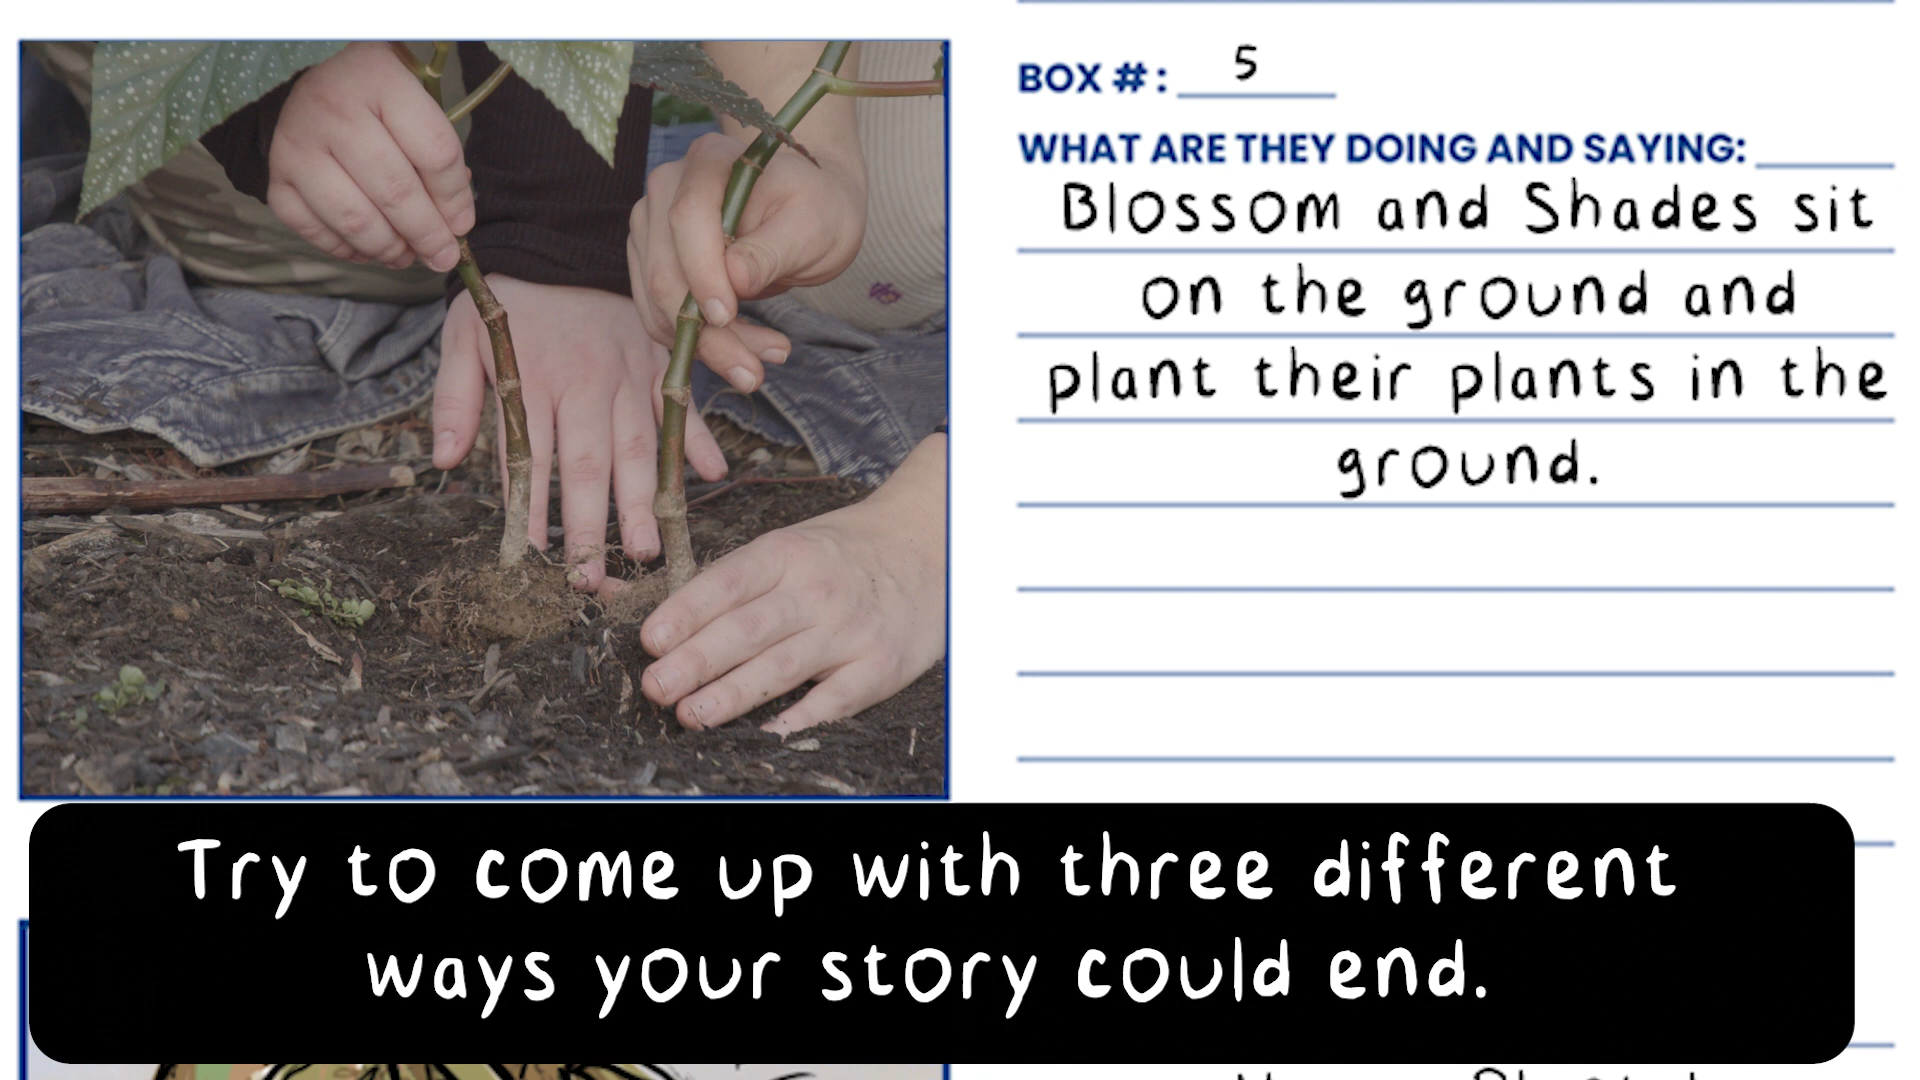 BOX #: 5
WHAT ARE THEY DOING AND SAYING:
Blossom and Shades sit
on the ground and
plant their plants in the
ground.
Try to come up with three different
ways your story could end.